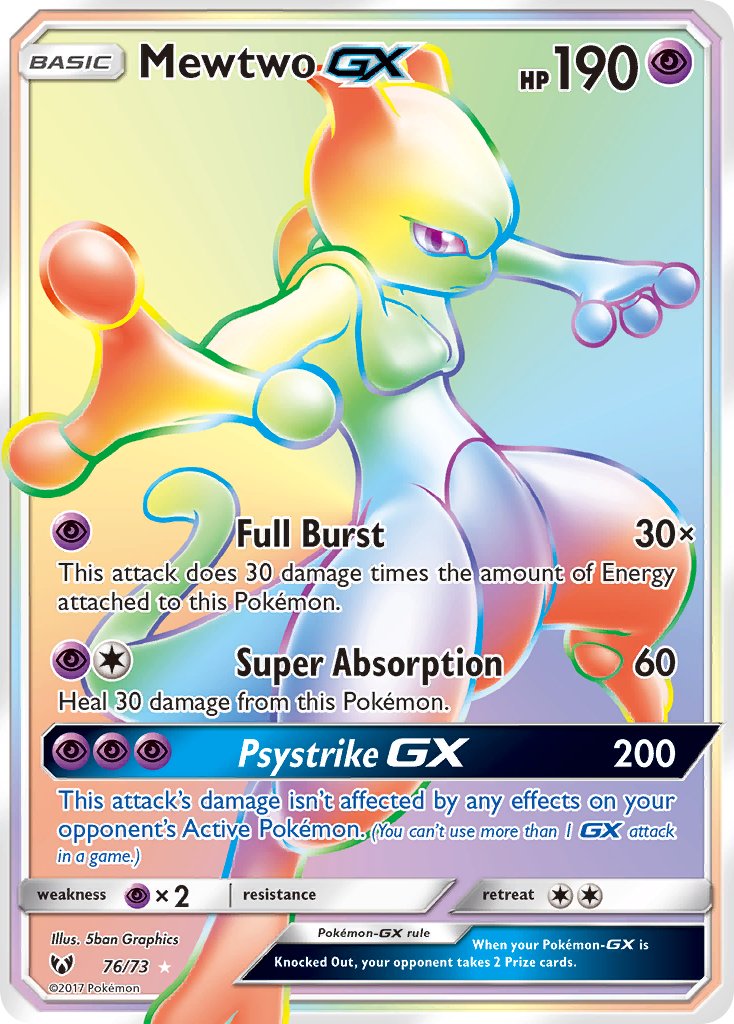 BASIC Mewtwo GX HP 190
Full Burst 30×
This attack does 30 damage times the amount of Energy
attached to this Pokémon.
Super Absorption 60
Heal 30 damage from this Pokémon.
Psystrike GX 200
This attack's damage isn't affected by any effects on your
opponent's Active Pokémon. (You can't use more than 1 GX attack
in a game.)
weakness × 2 resistance retreat
Illus. 5ban Graphics
76/73
©2017 Pokémon
Pokémon-GX rule
When your Pokémon-GX is
Knocked Out, your opponent takes 2 Prize cards.